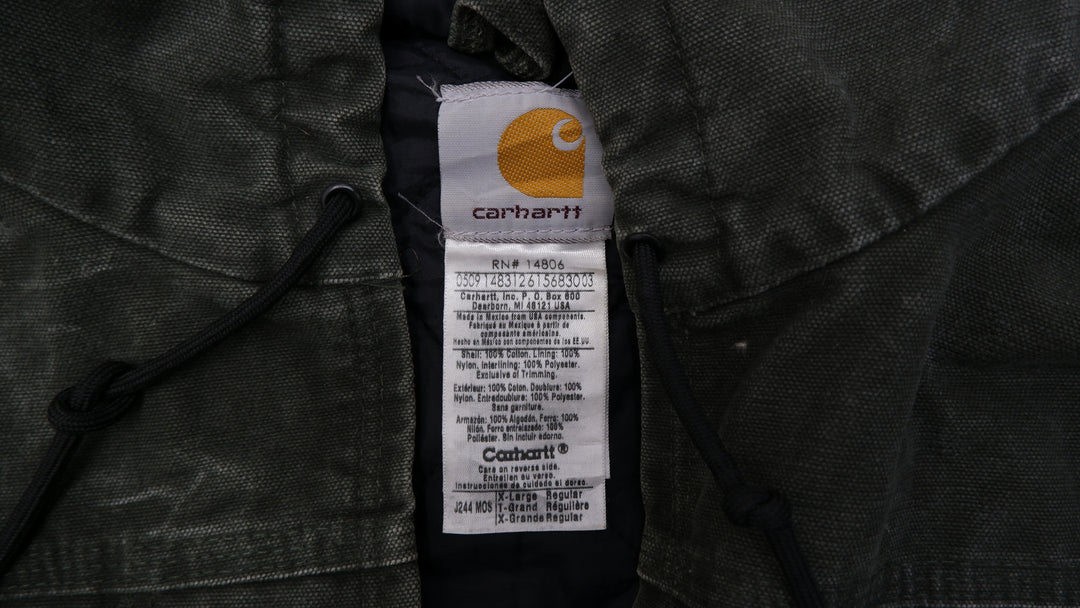 carhartt
RN# 14806
0509148312615683003
Carhartt, Inc. P. O. Box 600
Dearborn, MI 48121 USA
Made in Mexico from USA components.
Fabriqué au Mexique à partir de
composante américains.
Hecho en México con componentes de los EE.UU.
Shell: 100% Cotton. Lining: 100%
Nylon. Interlining: 100% Polyester.
Exclusive of Trimming.
Extérieur: 100% Coton. Doublure: 100%
Nylon. Entredoublure: 100% Polyester.
Sans garniture.
Armazón: 100% Algodón. Forro: 100%
Nilón. Forro entrelazado: 100%
Poliéster. Sin incluir adorno.
Carhartt®
Care on reverse side.
Entretien au verso.
Instrucciones de cuidado al dorso.
J244 MOS
X-Large Regular
T-Grand Régulière
X-Grande Regular